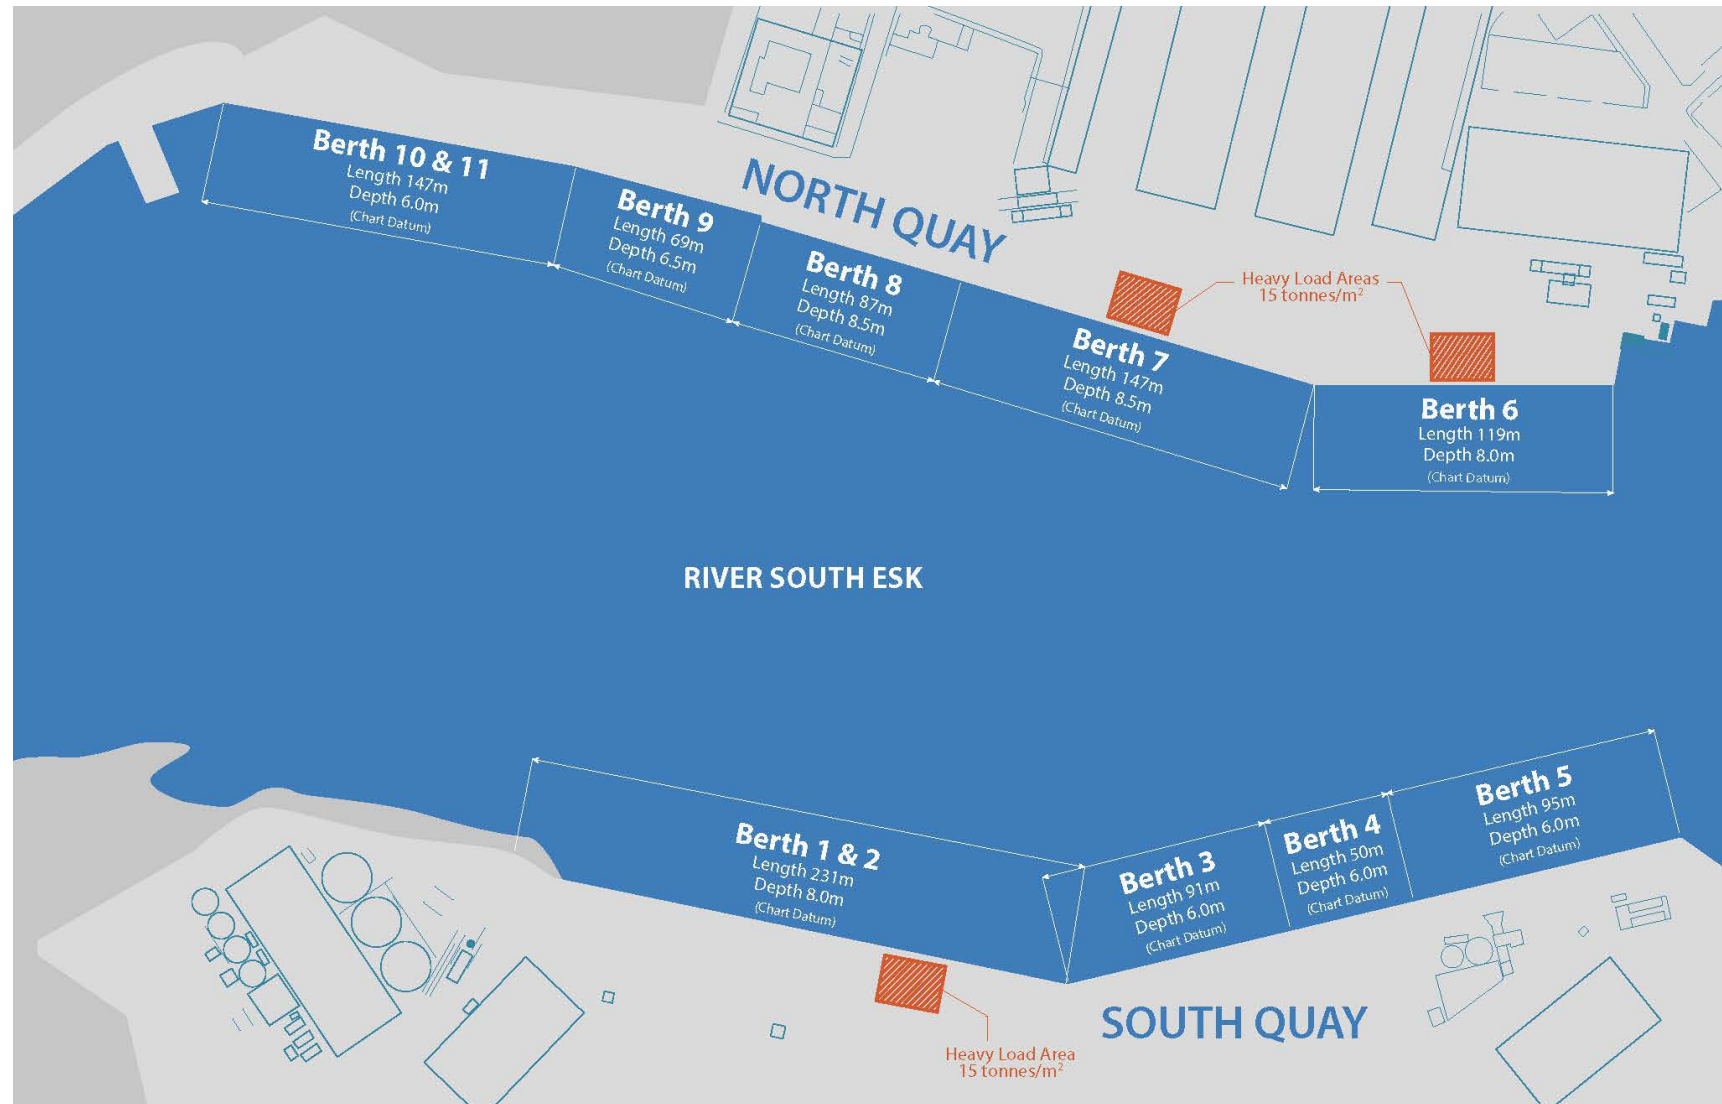 Berth 10 & 11
Length 147m
Depth 6.0m
(Chart Datum)
Berth 9
Length 69m
Depth 6.5m
(Chart Datum)
NORTH QUAY
Berth 8
Length 87m
Depth 8.5m
(Chart Datum)
Heavy Load Areas
15 tonnes/m²
Berth 7
Length 147m
Depth 8.5m
(Chart Datum)
Berth 6
Length 119m
Depth 8.0m
(Chart Datum)
RIVER SOUTH ESK
Berth 1 & 2
Length 231m
Depth 8.0m
(Chart Datum)
Berth 3
Length 91m
Depth 6.0m
(Chart Datum)
Berth 4
Length 50m
Depth 6.0m
(Chart Datum)
Berth 5
Length 95m
Depth 6.0m
(Chart Datum)
SOUTH QUAY
Heavy Load Area
15 tonnes/m²